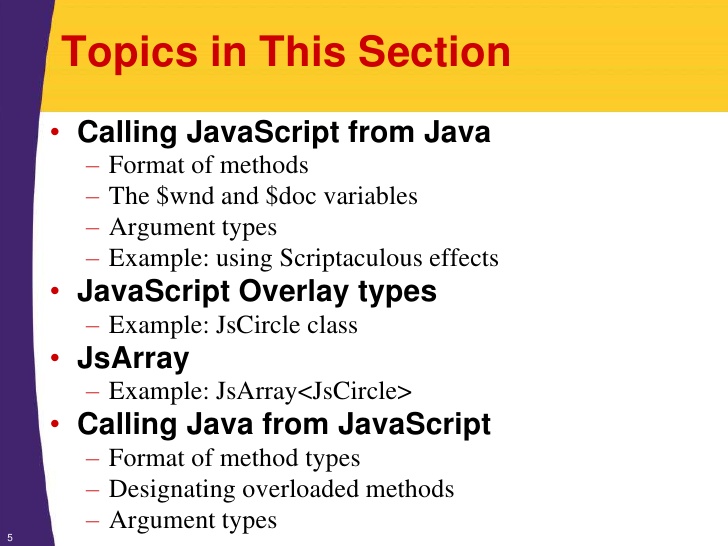 Topics in This Section
• Calling JavaScript from Java
– Format of methods
– The $wnd and $doc variables
– Argument types
– Example: using Scriptaculous effects
• JavaScript Overlay types
– Example: JsCircle class
• JsArray
– Example: JsArray<JsCircle>
• Calling Java from JavaScript
– Format of method types
– Designating overloaded methods
– Argument types
5